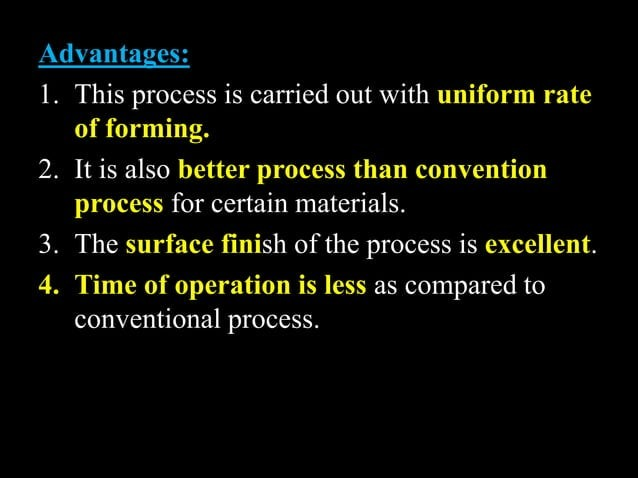 Advantages:
1. This process is carried out with uniform rate
of forming.
2. It is also better process than convention
process for certain materials.
3. The surface finish of the process is excellent.
4. Time of operation is less as compared to
conventional process.